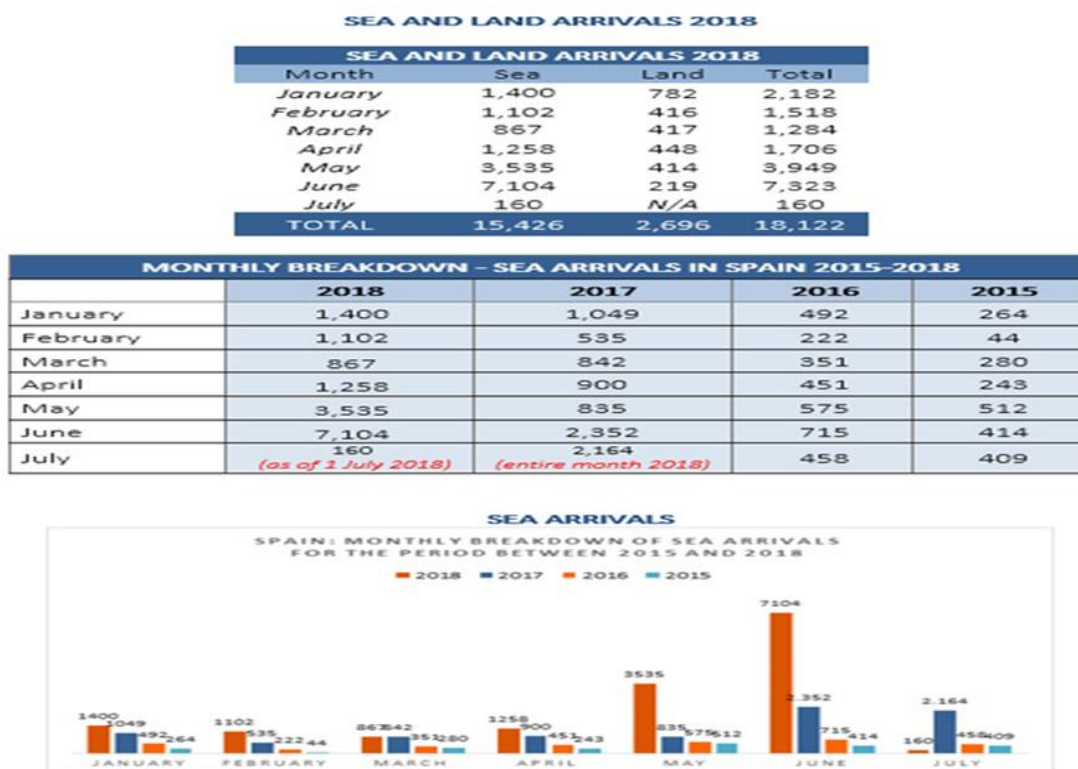 SEA AND LAND ARRIVALS 2018
SEA AND LAND ARRIVALS 2018
Month Sea Land Total
January 1,400 782 2,182
February 1,102 416 1,518
March 867 417 1,284
April 1,258 448 1,706
May 3,535 414 3,949
June 7,104 219 7,323
July 160 N/A 160
TOTAL 15,426 2,696 18,122
MONTHLY BREAKDOWN – SEA ARRIVALS IN SPAIN 2015–2018
2018 2017 2016 2015
January 1,400 1,049 492 264
February 1,102 535 222 44
March 867 842 351 280
April 1,258 900 451 243
May 3,535 835 575 512
June 7,104 2,352 715 414
July 160 2,164 458 409
(as of 1 July 2018) (entire month 2018)
SEA ARRIVALS
SPAIN: MONTHLY BREAKDOWN OF SEA ARRIVALS
FOR THE PERIOD BETWEEN 2015 AND 2018
2018 2017 2016 2015
1400 1049 492 264
1102 535 222 44
867 842 351 280
1258 900 451 243
3535 835 575 512
7104 2.352 715 414
160 2.164 458 409
JANUARY FEBRUARY MARCH APRIL MAY JUNE JULY